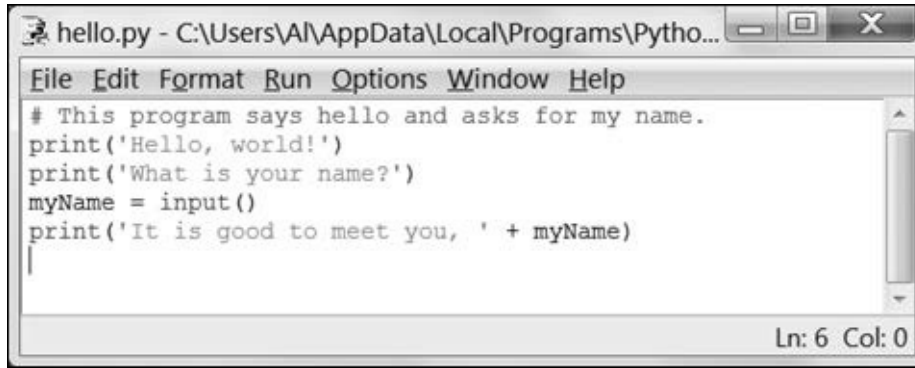 hello.py - C:\Users\Al\AppData\Local\Programs\Pytho...
File Edit Format Run Options Window Help
# This program says hello and asks for my name.
print('Hello, world!')
print('What is your name?')
myName = input()
print('It is good to meet you, ' + myName)
Ln: 6 Col: 0